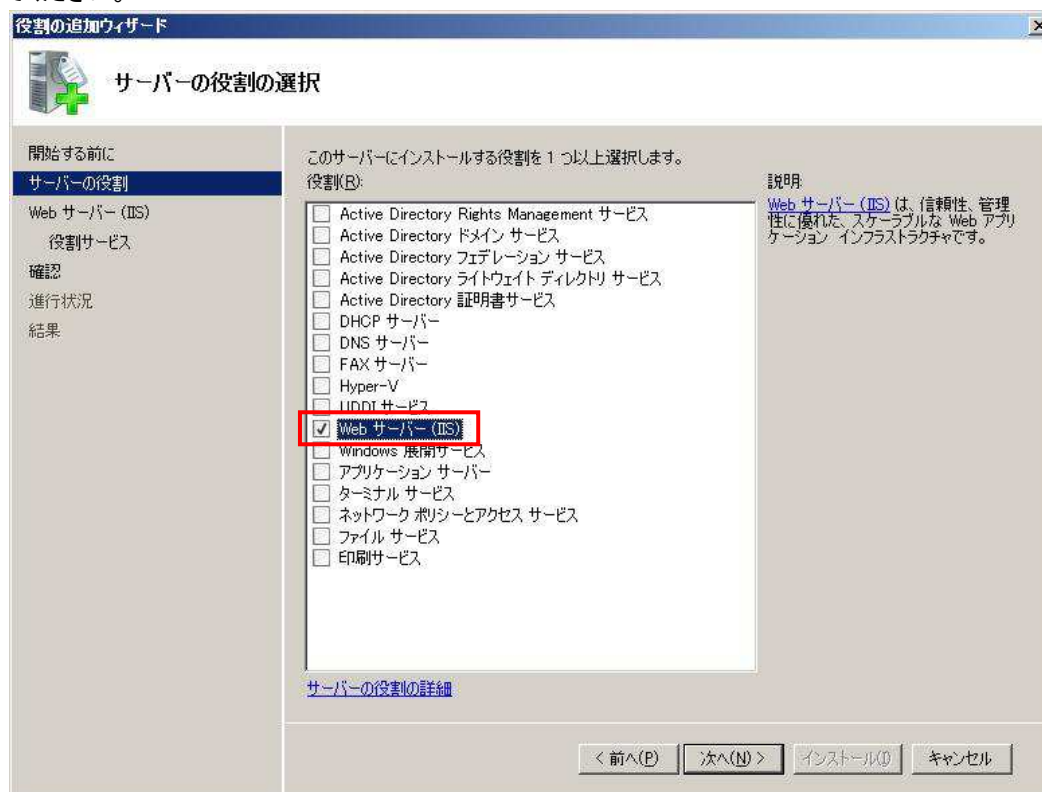 ください。
役割の追加ウィザード
サーバーの役割の選択
開始する前に
サーバーの役割
Web サーバー (IIS)
役割サービス
確認
進行状況
結果
このサーバーにインストールする役割を 1 つ以上選択します。
役割(R):
Active Directory Rights Management サービス
Active Directory ドメイン サービス
Active Directory フェデレーション サービス
Active Directory ライトウェイト ディレクトリ サービス
Active Directory 証明書サービス
DHCP サーバー
DNS サーバー
FAX サーバー
Hyper-V
UDDI サービス
Web サーバー (IIS)
Windows 展開サービス
アプリケーション サーバー
ターミナル サービス
ネットワーク ポリシーとアクセス サービス
ファイル サービス
印刷サービス
サーバーの役割の詳細
説明:
Web サーバー (IIS) は、信頼性、管理
性に優れた、スケーラブルな Web アプリ
ケーション インフラストラクチャです。
< 前へ(P)
次へ(N) >
インストール(I)
キャンセル